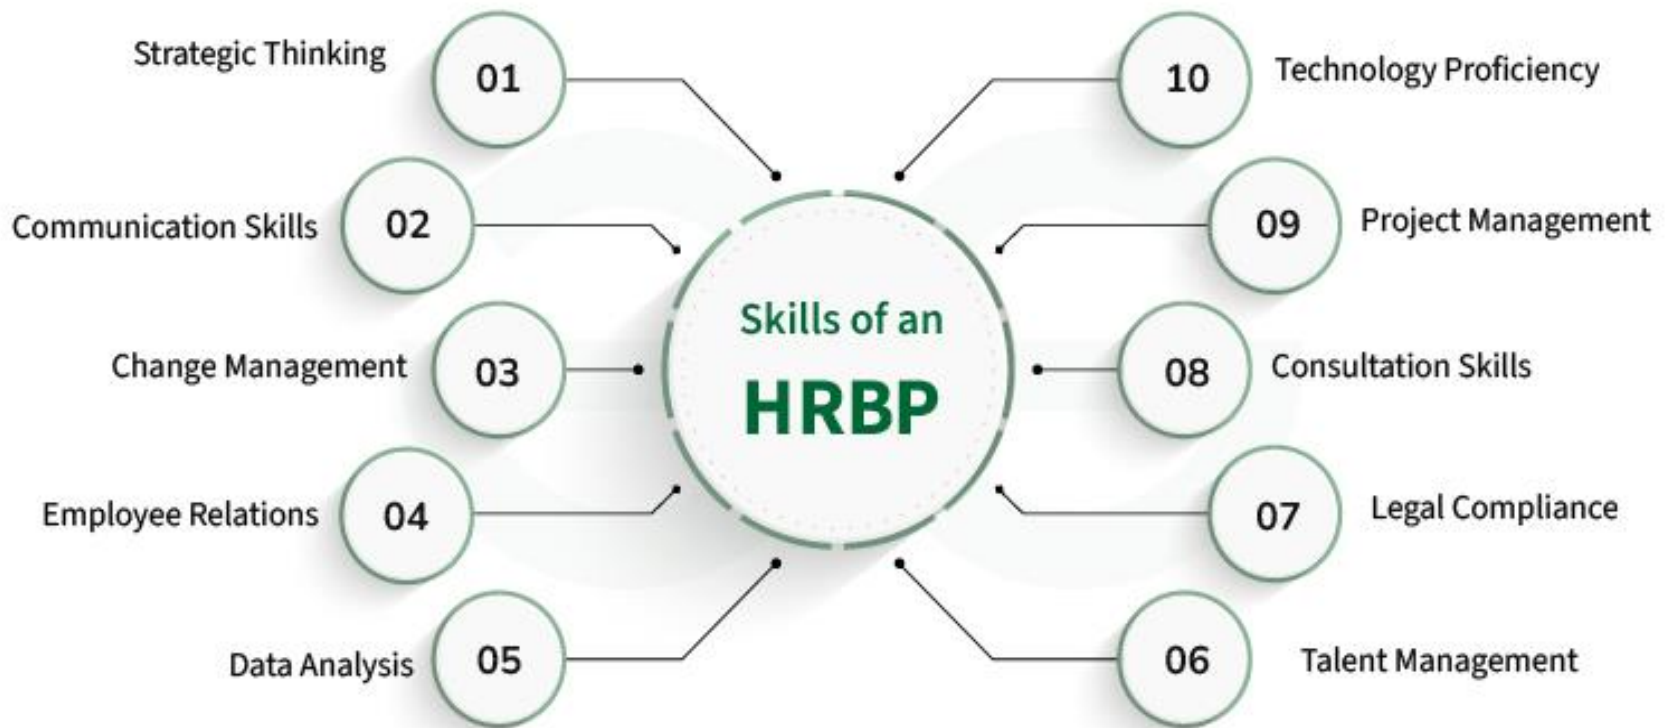 Skills of an
HRBP
01
Strategic Thinking
02
Communication Skills
03
Change Management
04
Employee Relations
05
Data Analysis
06
Talent Management
07
Legal Compliance
08
Consultation Skills
09
Project Management
10
Technology Proficiency